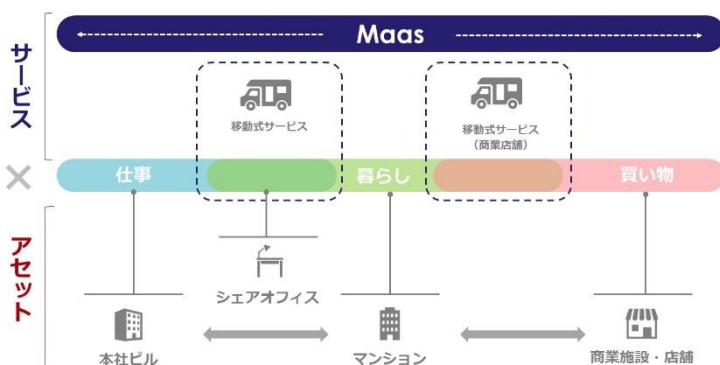 サービス
×
アセット
Maas
移動式サービス
移動式サービス
（商業店舗）
仕事
暮らし
買い物
シェアオフィス
本社ビル
マンション
商業施設・店舗